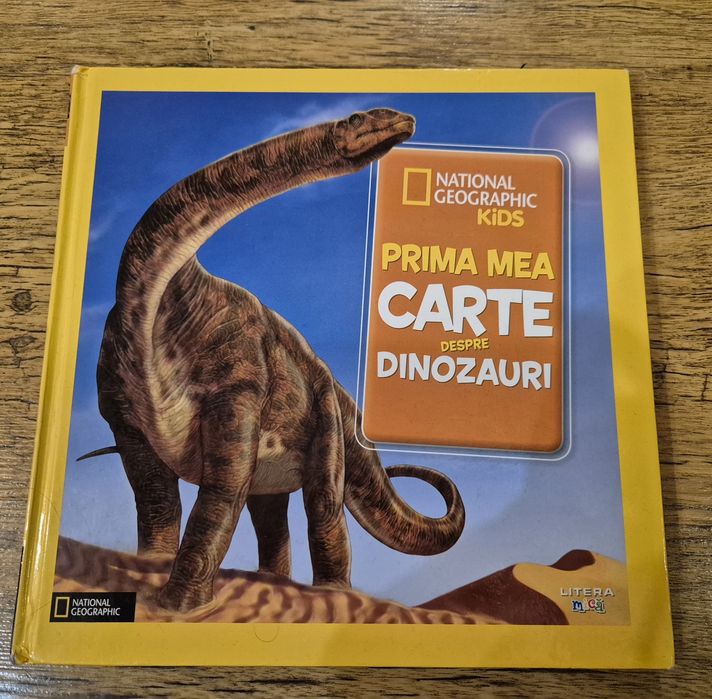 NATIONAL
GEOGRAPHIC
KiDS
PRIMA MEA
CARTE
DESPRE
DINOZAURI
NATIONAL
GEOGRAPHIC
LITERA
mică